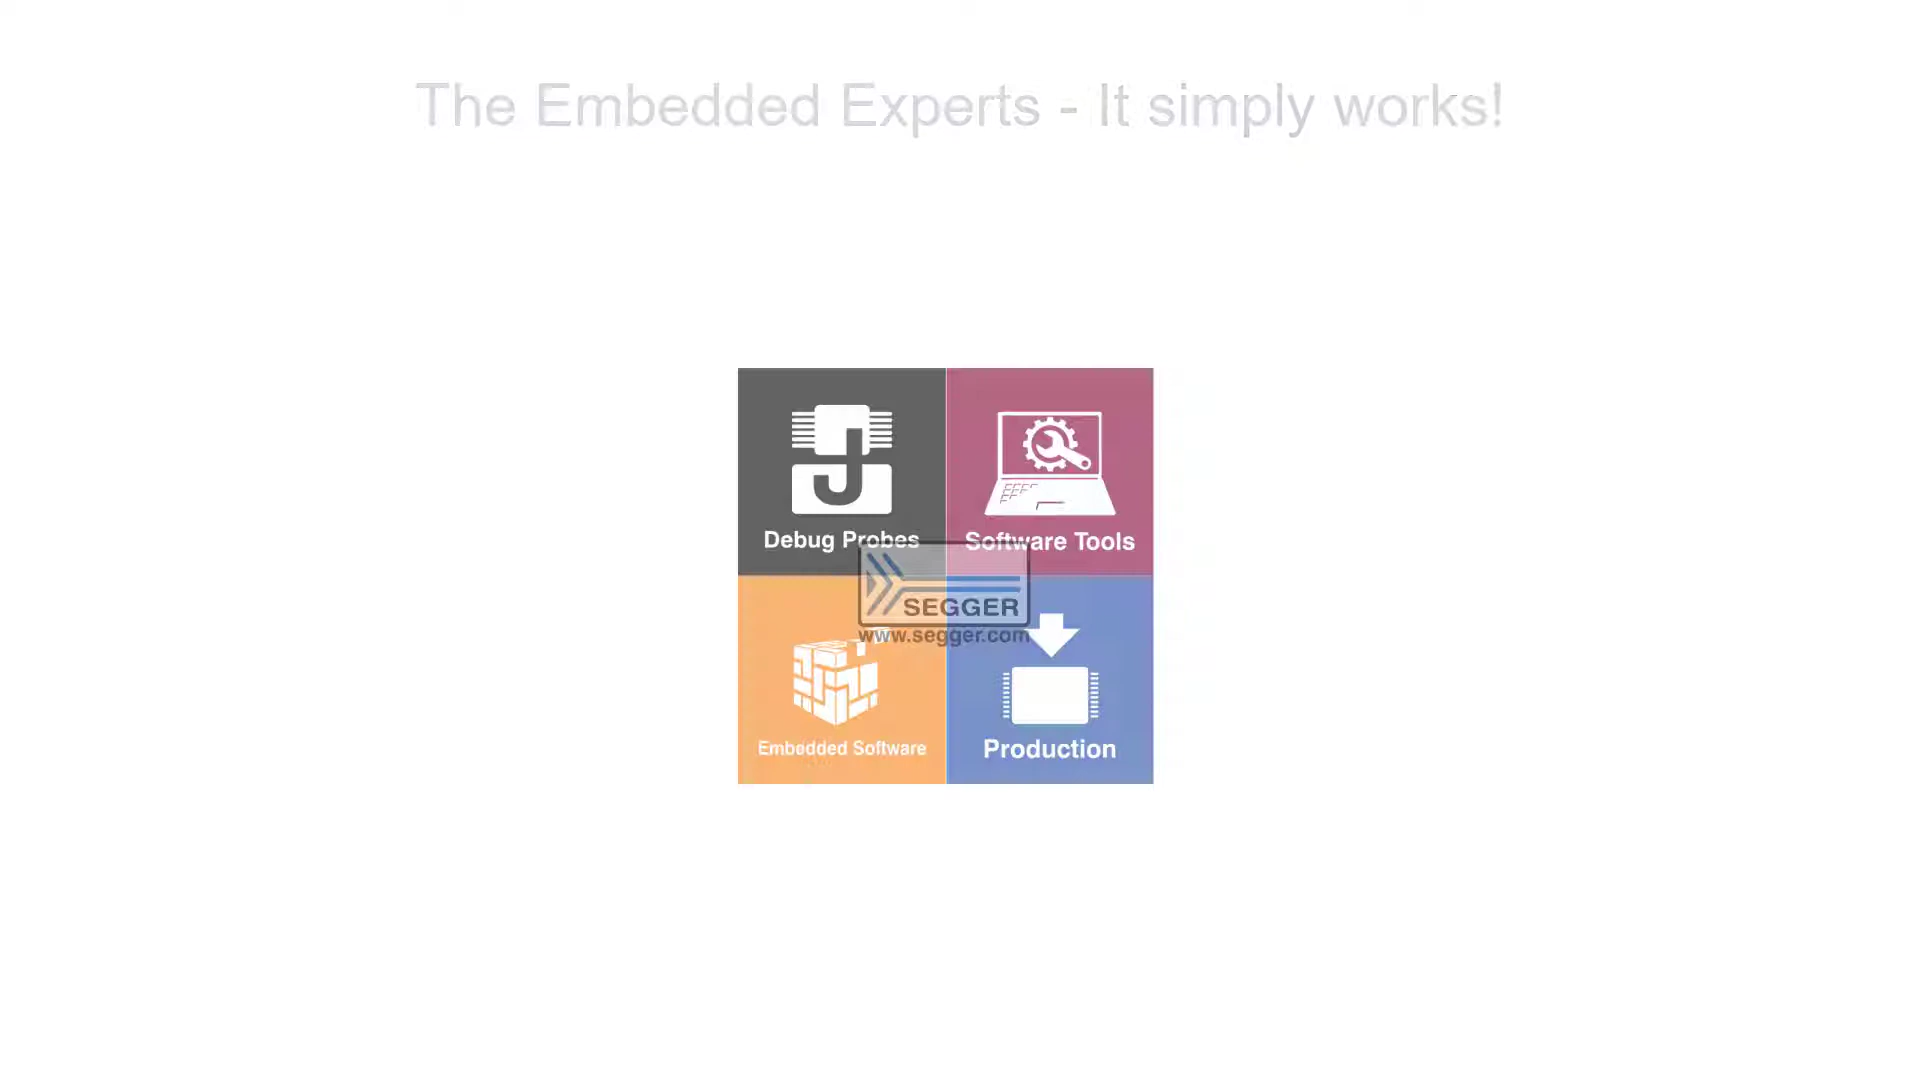 The Embedded Experts - It simply works!
J
Debug Probes
Software Tools
SEGGER
www.segger.com
Embedded Software
Production